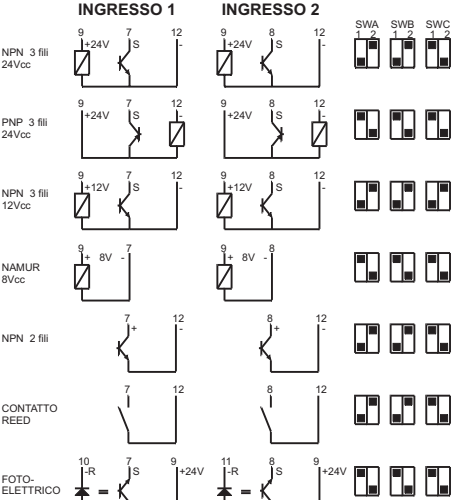 INGRESSO 1 INGRESSO 2
SWA SWB SWC
1 2 1 2 1 2
NPN 3 fili
24Vcc
9 7 12
+24V S -
9 8 12
+24V S -
PNP 3 fili
24Vcc
9 7 12
+24V S -
9 8 12
+24V S -
NPN 3 fili
12Vcc
9 7 12
+12V S -
9 8 12
+12V S -
NAMUR
8Vcc
9 7
+ 8V -
9 8
+ 8V -
NPN 2 fili
7 12
+ -
8 12
+ -
CONTATTO
REED
7 12
8 12
FOTO-
ELETTRICO
10 7 9
-R S +24V
=
11 8 9
-R S +24V
=